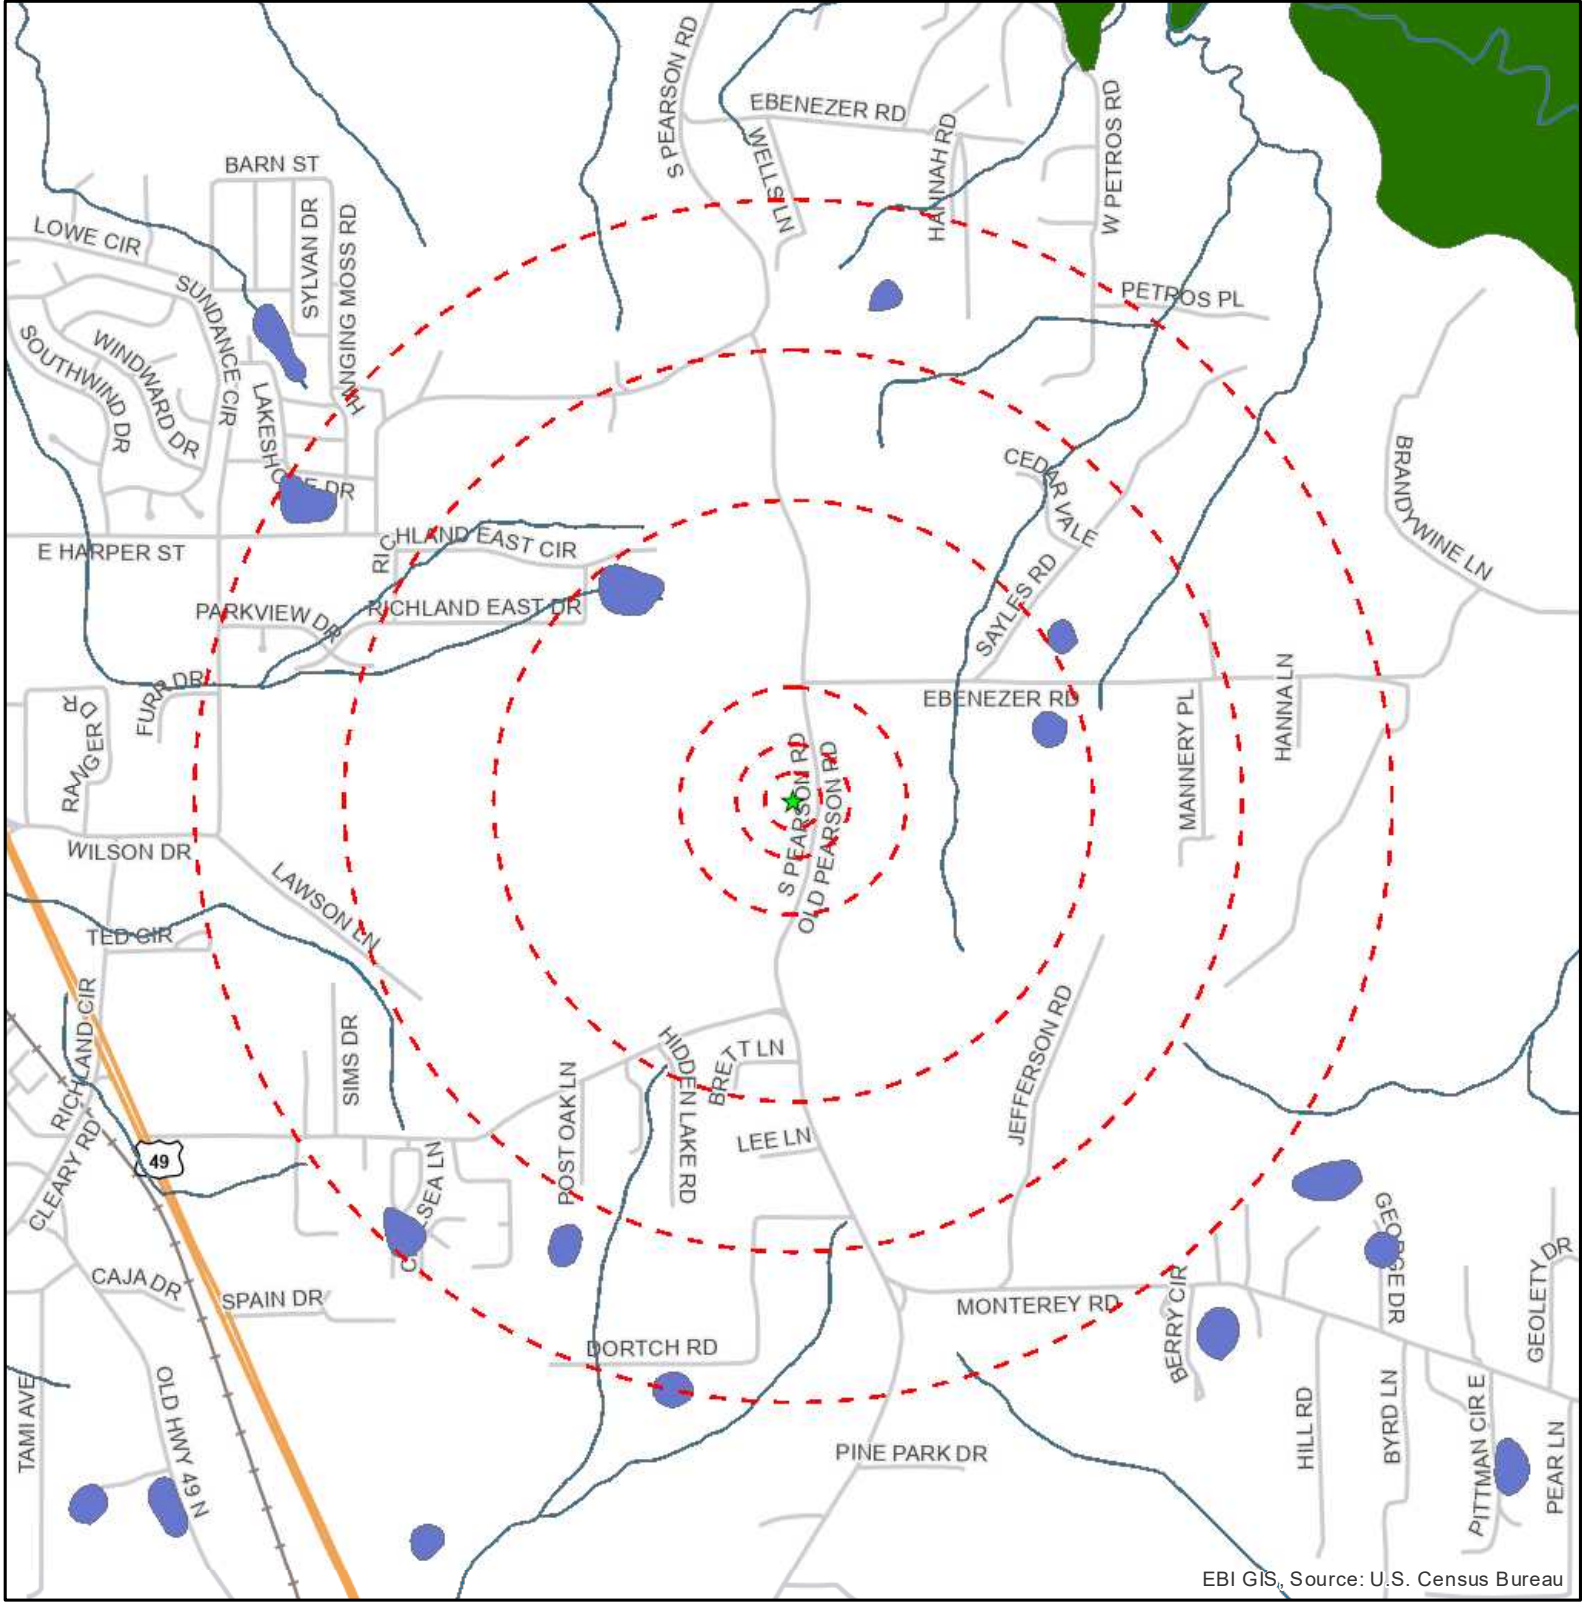 S PEARSON RD
EBENEZER RD
WELLS LN
HANNAH RD
W PETROS RD
BARN ST
LOWE CIR
SYLVAN DR
HANGING MOSS RD
SUNDANCE CIR
PETROS PL
SOUTHWIND DR
WINDWARD DR
LAKESHORE DR
CEDAR VALE
BRANDYWINE LN
E HARPER ST
RICHLAND EAST CIR
PARKVIEW DR
RICHLAND EAST DR
SAYLES RD
FURR DR
RANGER DR
EBENEZER RD
MANNERY PL
HANNA LN
S PEARSON RD
OLD PEARSON RD
WILSON DR
LAWSON LN
TED CIR
RICHLAND CIR
SIMS DR
HIDDEN LAKE RD
BRETT LN
POST OAK LN
JEFFERSON RD
LEE LN
49
CLEARY RD
CHELSEA LN
GEORGE DR
GEOLETY DR
CAJA DR
SPAIN DR
MONTEREY RD
BERRY CIR
DORTCH RD
TAMI AVE
OLD HWY 49 N
PINE PARK DR
HILL RD
BYRD LN
PITTMAN CIR E
PEAR LN
EBI GIS, Source: U.S. Census Bureau